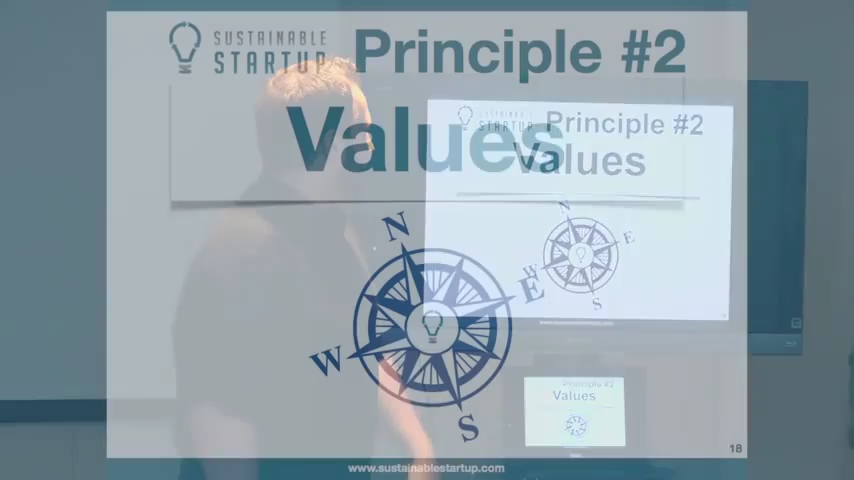 SUSTAINABLE
STARTUP
Principle #2
Values
N
E
W
S
18
www.sustainablestartup.com
SUSTAINABLE
STARTUP
Principle #2
Values
N
E
W
S
Principle #2
Values